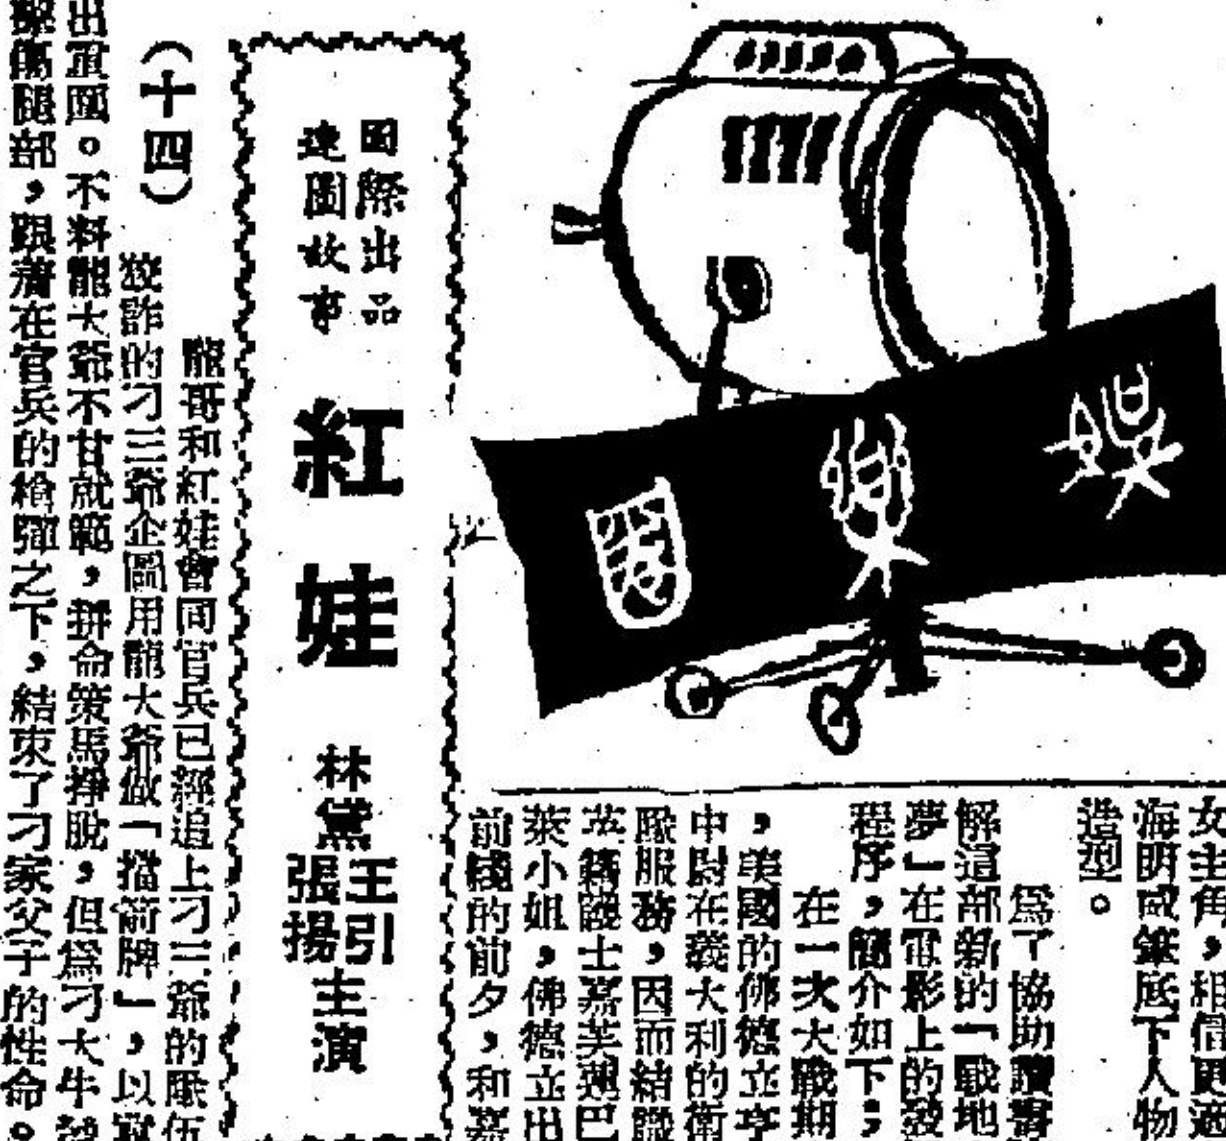 娛樂圈
女主角，相信更適
海明威筆底下人物
造型。
為了協助讀者
解這部新的「戰地
夢」在電影上的發
程序，簡介如下；
在一次大戰期
，美國的佛德立亨
中尉在義大利的衛
隊服務，因而結識
英籍護士嘉芙蓮巴
萊小姐，佛德立出
前綫的前夕，和嘉
國際出品
連圖故事
紅娃
林黛
王引
張揚
主演
（十四）
龍哥和紅娃會同官兵已經追上刁三爺的隊伍
狡詐的刁三爺企圖用龍大爺做「擋箭牌」，以
出重圍。不料龍大爺不甘就範，拼命策馬掙脫，但為刁大牛
擊傷腿部，跟着在官兵的槍彈之下，結束了刁家父子的性命。